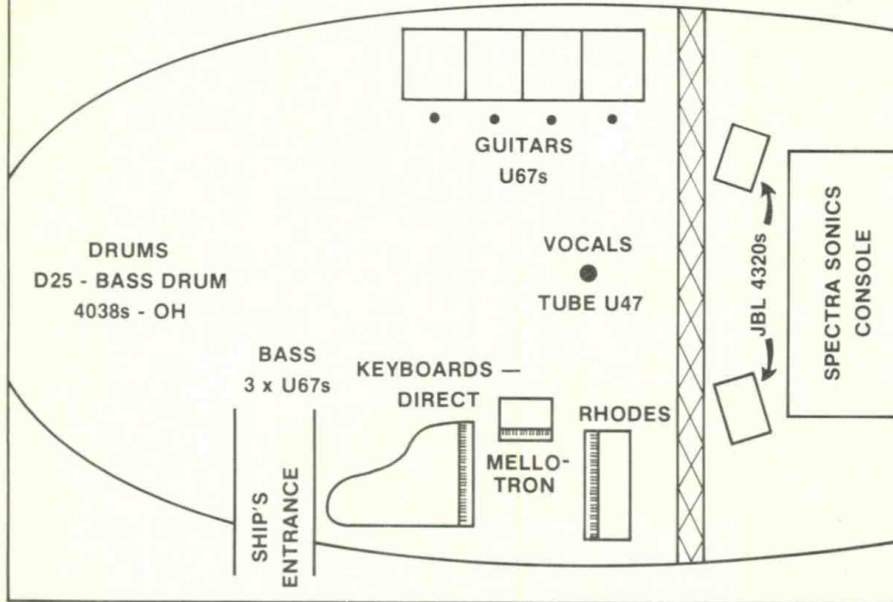 GUITARS
U67s
DRUMS
D25 - BASS DRUM
4038s - OH
VOCALS
TUBE U47
JBL 4320s
SPECTRA SONICS
CONSOLE
BASS
3 x U67s
KEYBOARDS —
DIRECT
MELLO-
TRON
RHODES
SHIP'S
ENTRANCE